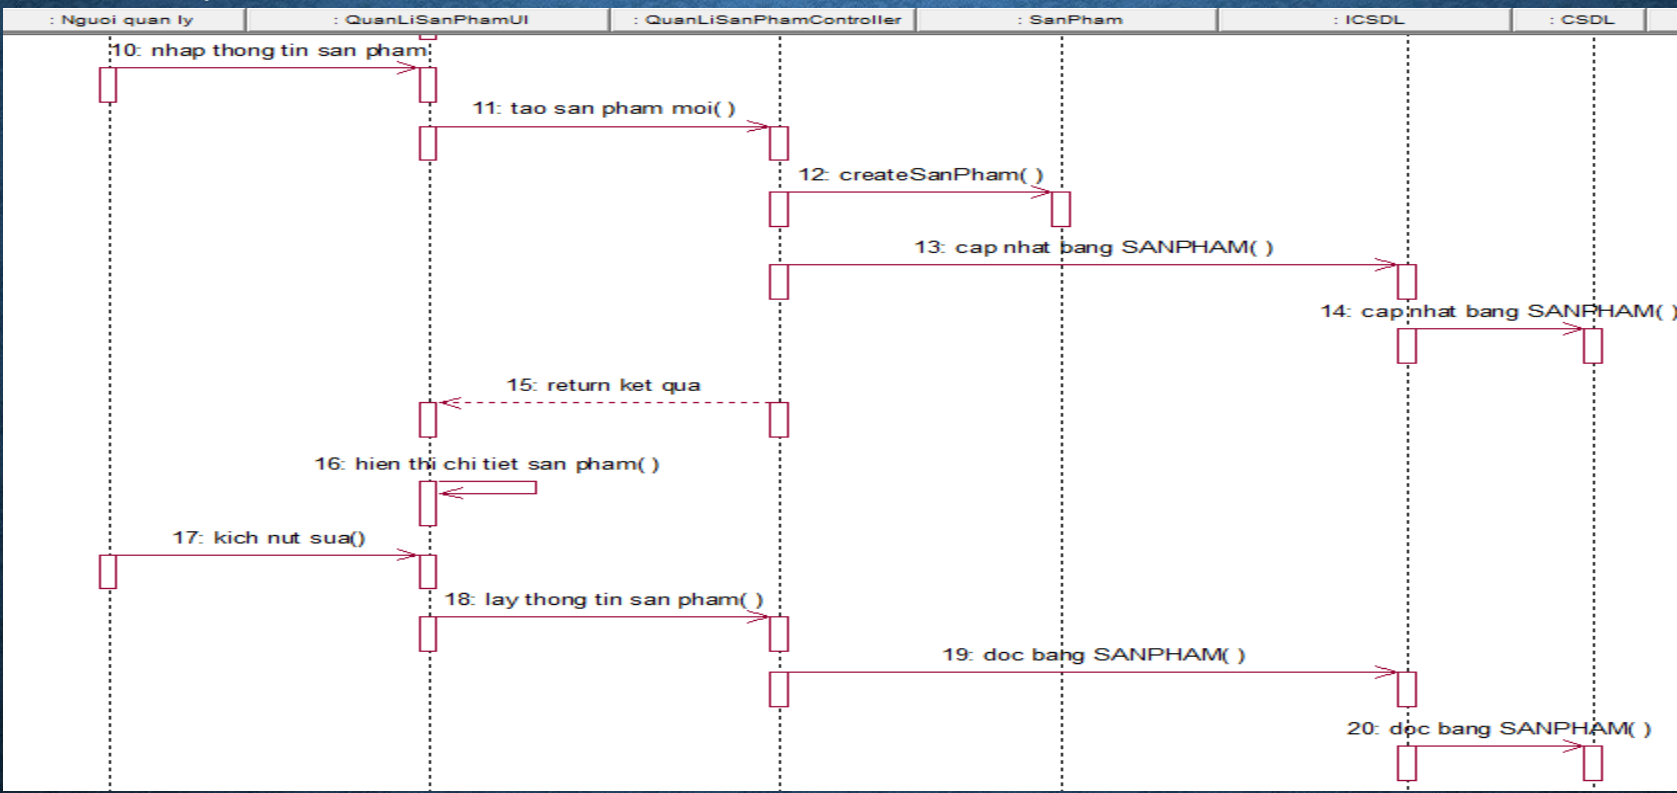 : Nguoi quan ly
: QuanLiSanPhamUI
: QuanLiSanPhamController
: SanPham
: ICSDL
: CSDL
10: nhap thong tin san pham
11: tao san pham moi( )
12: createSanPham( )
13: cap nhat bang SANPHAM( )
14: cap nhat bang SANPHAM( )
15: return ket qua
16: hien thi chi tiet san pham( )
17: kich nut sua()
18: lay thong tin san pham( )
19: doc bang SANPHAM( )
20: doc bang SANPHAM( )